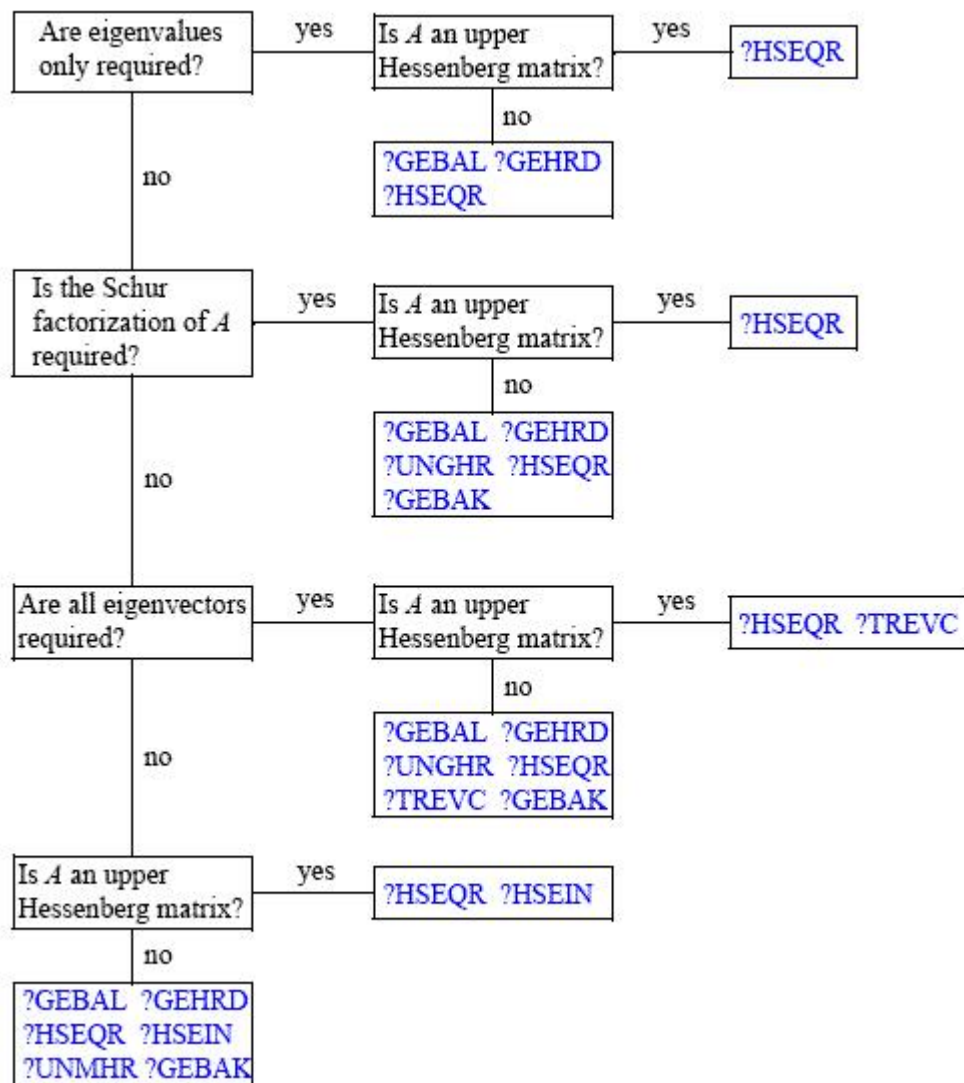 Are eigenvalues
only required?
yes
Is A an upper
Hessenberg matrix?
yes
?HSEQR
no
?GEBAL ?GEHRD
?HSEQR
no
Is the Schur
factorization of A
required?
yes
Is A an upper
Hessenberg matrix?
yes
?HSEQR
no
?GEBAL ?GEHRD
?UNGHR ?HSEQR
?GEBAK
no
Are all eigenvectors
required?
yes
Is A an upper
Hessenberg matrix?
yes
?HSEQR ?TREVC
no
?GEBAL ?GEHRD
?UNGHR ?HSEQR
?TREVC ?GEBAK
no
Is A an upper
Hessenberg matrix?
yes
?HSEQR ?HSEIN
no
?GEBAL ?GEHRD
?HSEQR ?HSEIN
?UNMHR ?GEBAK